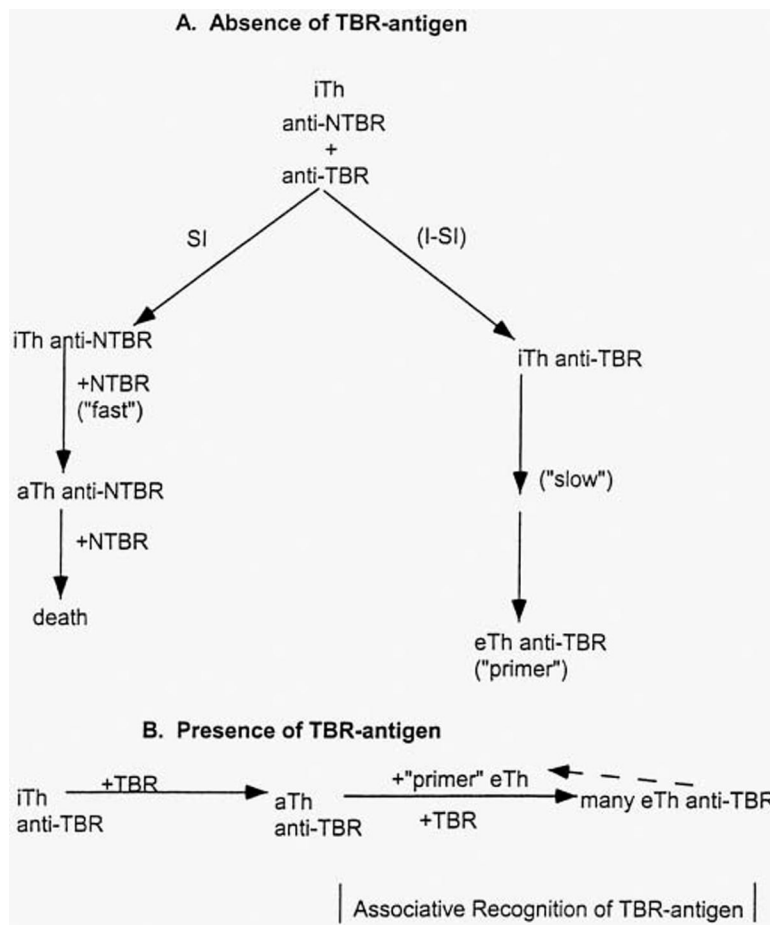 A. Absence of TBR-antigen
iTh
anti-NTBR
+
anti-TBR
SI
(I-SI)
iTh anti-NTBR
iTh anti-TBR
+NTBR
("fast")
("slow")
aTh anti-NTBR
+NTBR
death
eTh anti-TBR
("primer")
B. Presence of TBR-antigen
iTh
anti-TBR
+TBR
aTh
anti-TBR
+"primer" eTh
+TBR
many eTh anti-TBR
Associative Recognition of TBR-antigen